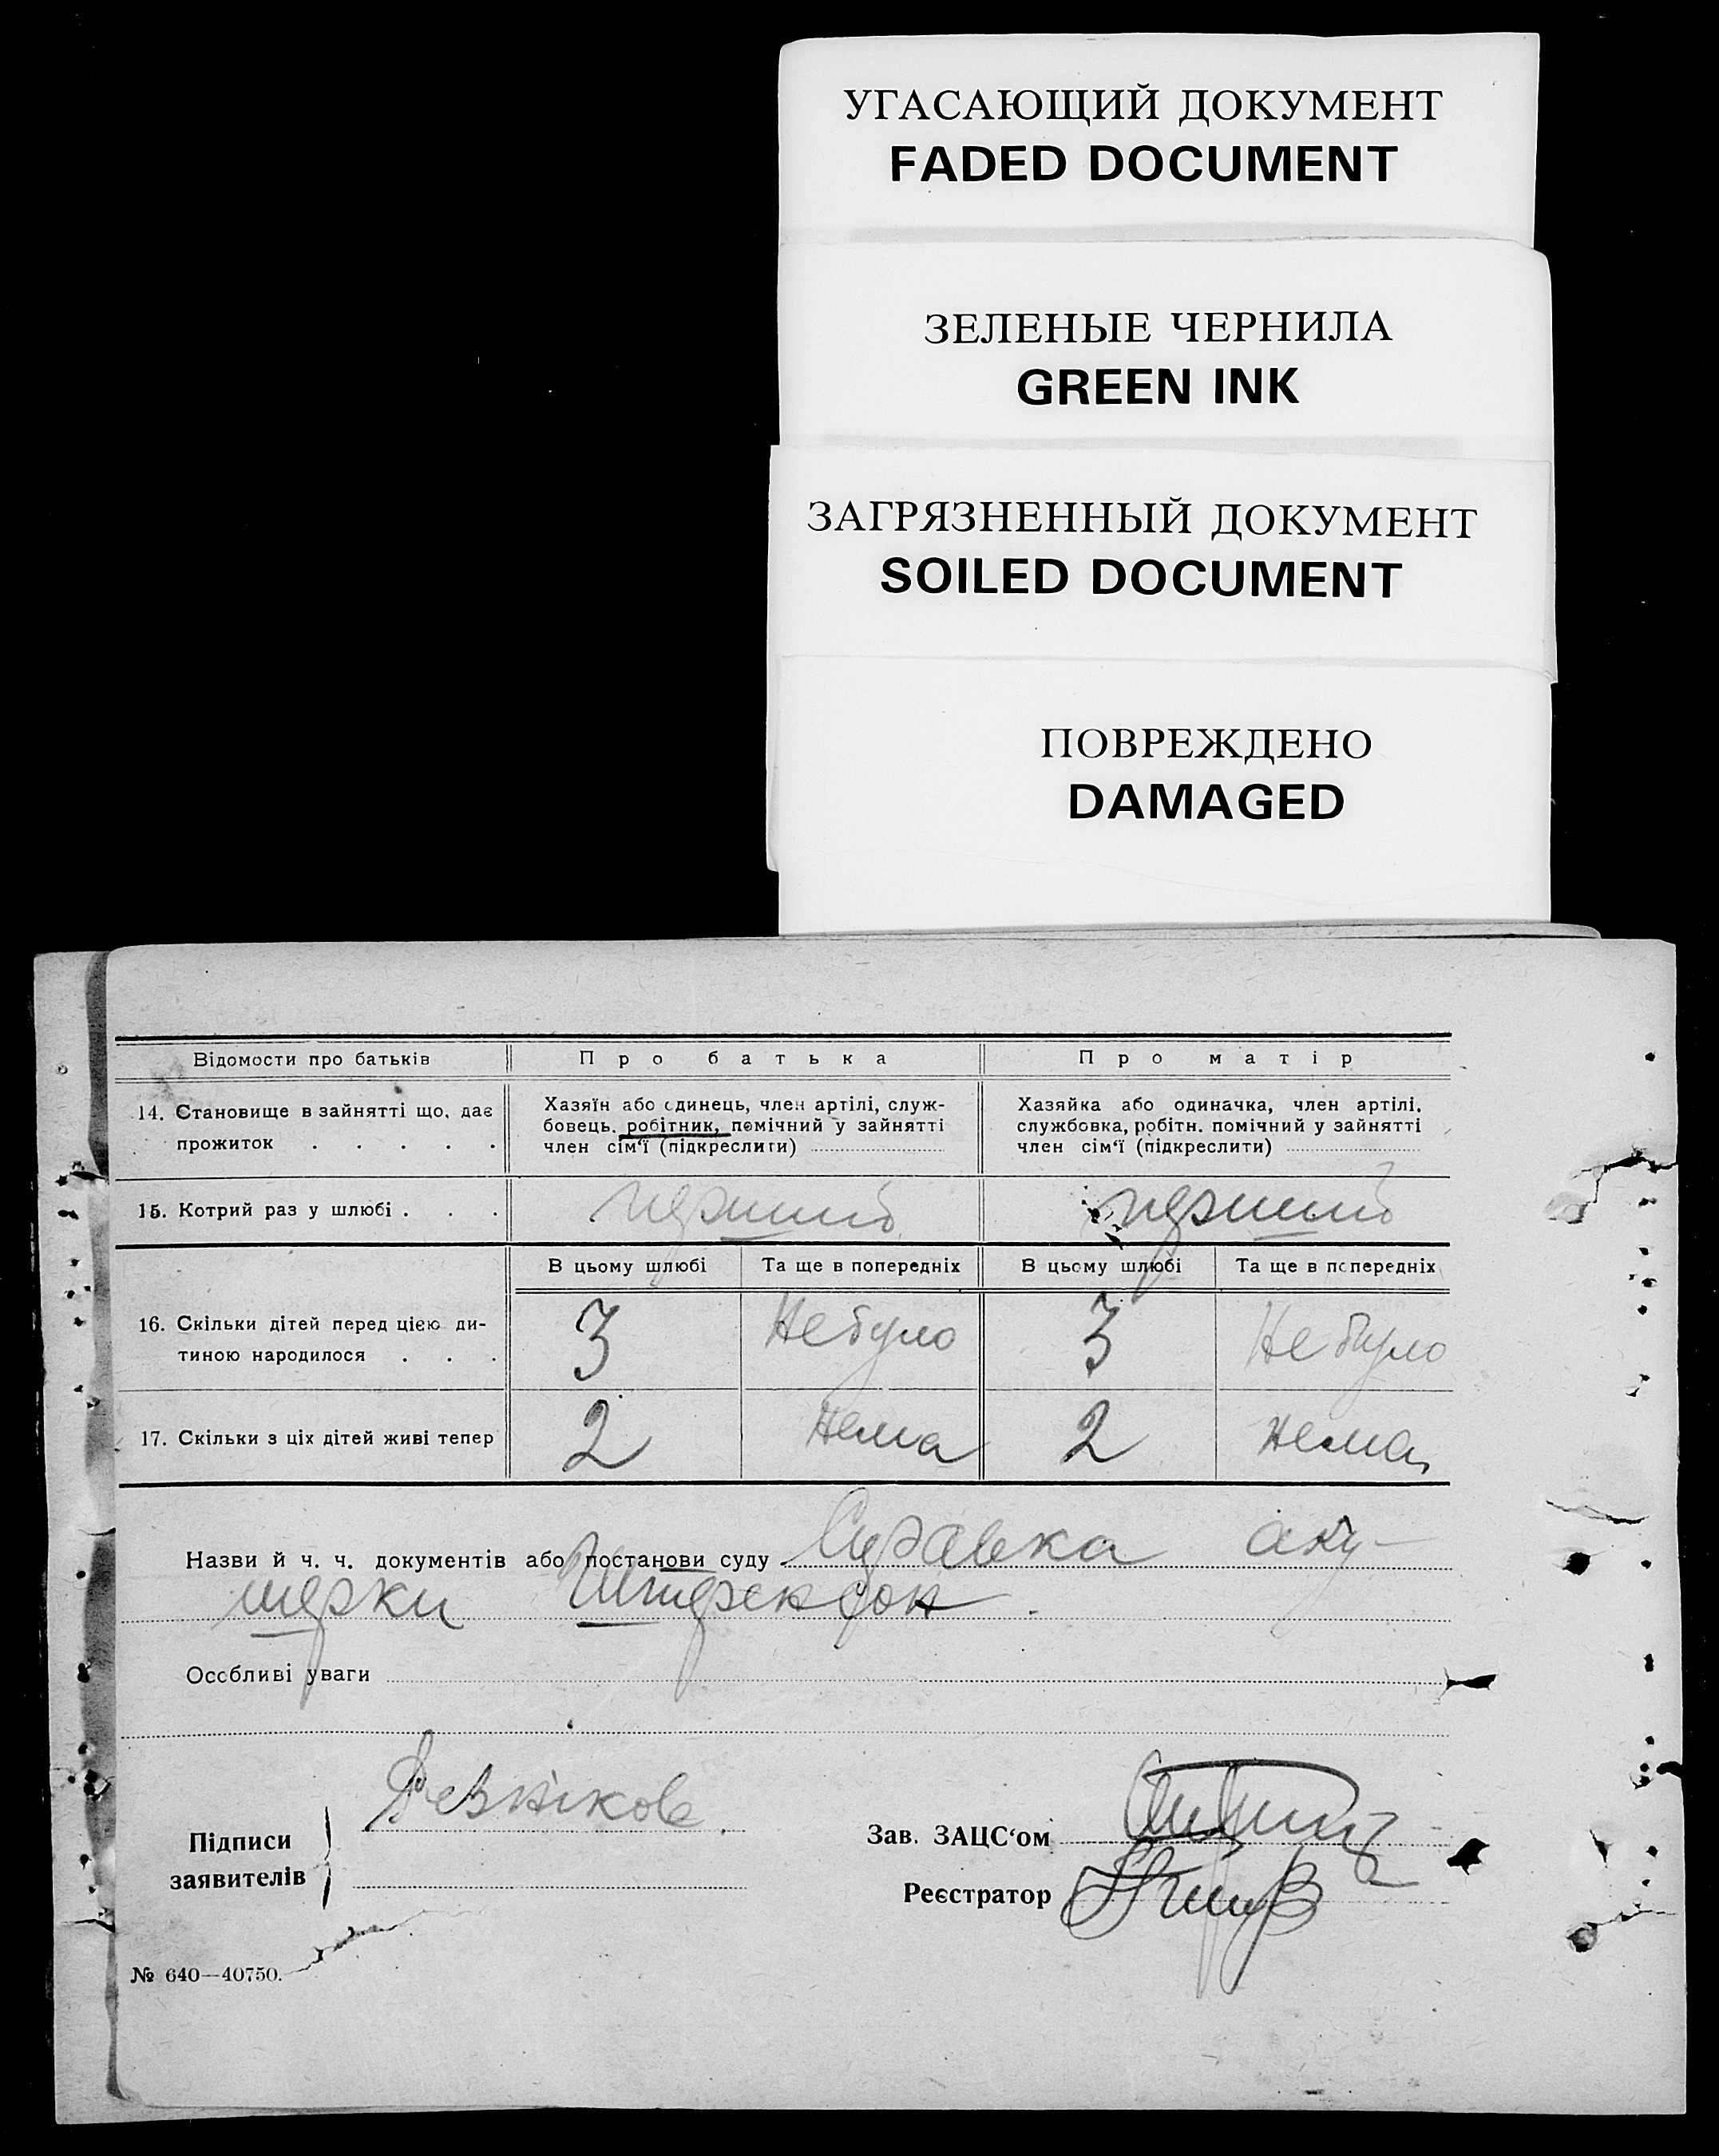 УГАСАЮЩИЙ ДОКУМЕНТ
FADED DOCUMENT
ЗЕЛЕНЫЕ ЧЕРНИЛА
GREEN INK
ЗАГРЯЗНЕННЫЙ ДОКУМЕНТ
SOILED DOCUMENT
ПОВРЕЖДЕНО
DAMAGED
Відомости про батьків Про батька Про матір
14. Становище в зайнятті що, дає прожиток . . . . .
Хазяїн або єдинець, член артілі, служ-
бовець, робітник, помічний у зайнятті
член сім'ї (підкреслити)
Хазяйка або одиначка, член артілі,
службовка, робітн. помічний у зайнятті
член сім'ї (підкреслити)
15. Котрий раз у шлюбі . . . перший перший
В цьому шлюбі Та ще в попередніх В цьому шлюбі Та ще в попередніх
16. Скільки дітей перед цією ди-
тиною народилося . . . 3 Не було 3 Не було
17. Скільки з ціх дітей живі тепер 2 нема 2 нема
Назви й ч. ч. документів або постанови суду аку-
шерки
Особливі уваги
Підписи
заявителів
Зав. ЗАЦС'ом
Реєстратор
№ 640—40750.